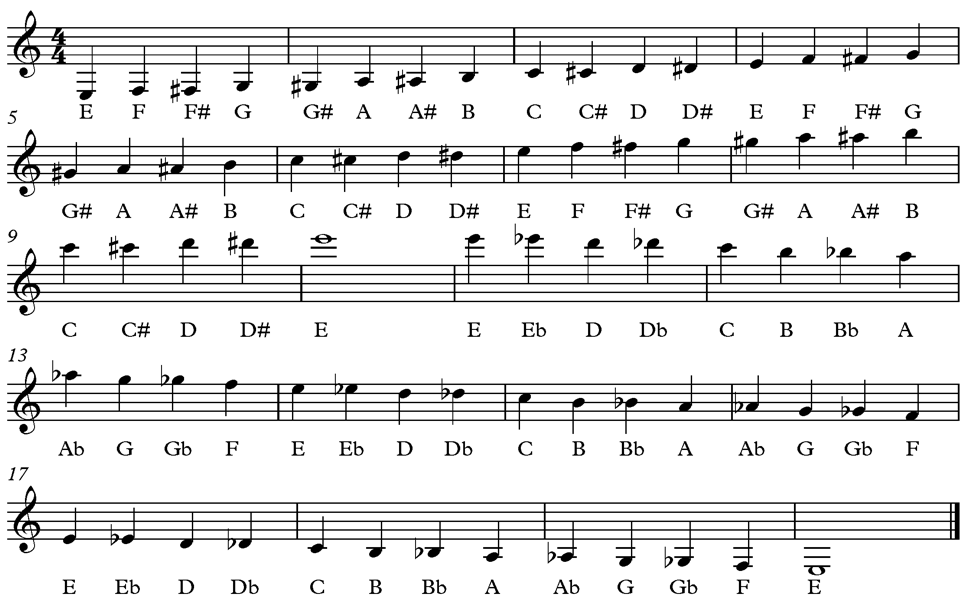 4
4
E F F# G G# A A# B C C# D D# E F F# G
5
G# A A# B C C# D D# E F F# G G# A A# B
9
C C# D D# E E Eb D Db C B Bb A
13
Ab G Gb F E Eb D Db C B Bb A Ab G Gb F
17
E Eb D Db C B Bb A Ab G Gb F E